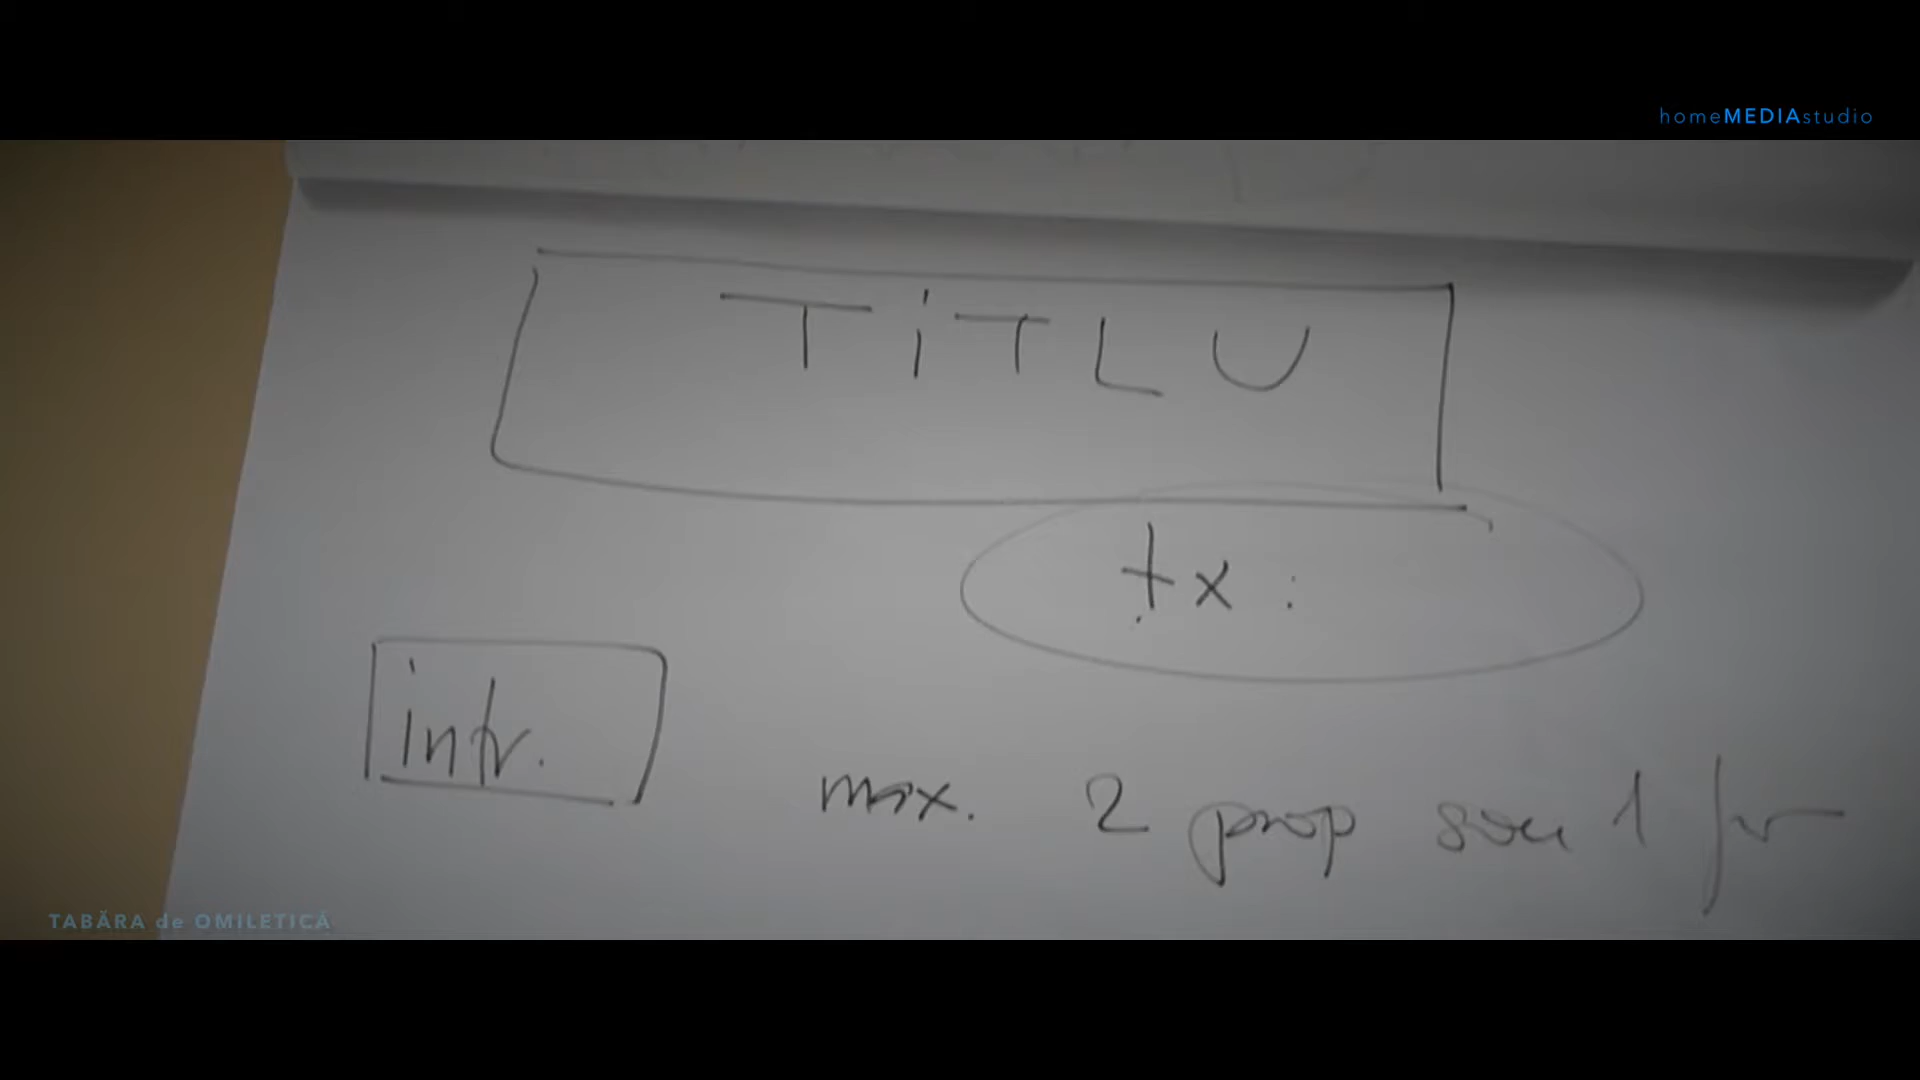 homeMEDIAstudio
TiTLU
tx :
intr.
max. 2 prop sau 1 fr
TABĂRA de OMILETICĂ